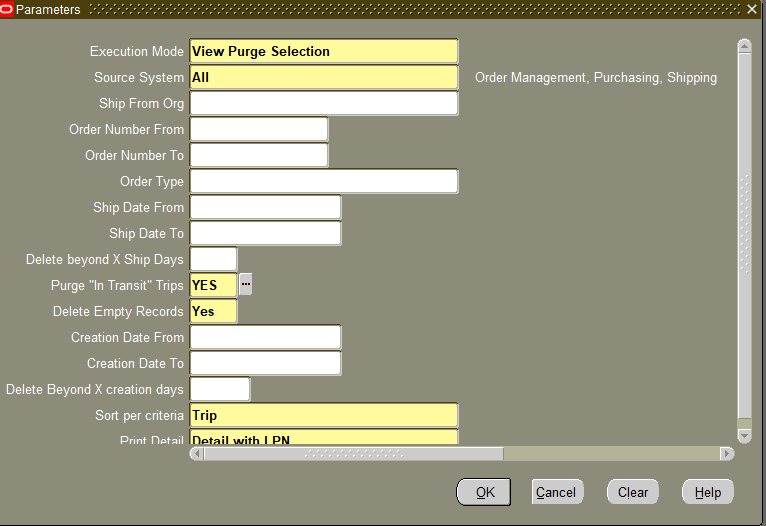 Parameters
Execution Mode View Purge Selection
Source System All Order Management, Purchasing, Shipping
Ship From Org
Order Number From
Order Number To
Order Type
Ship Date From
Ship Date To
Delete beyond X Ship Days
Purge "In Transit" Trips YES ...
Delete Empty Records Yes
Creation Date From
Creation Date To
Delete Beyond X creation days
Sort per criteria Trip
Print Detail Detail with LPN
OK Cancel Clear Help